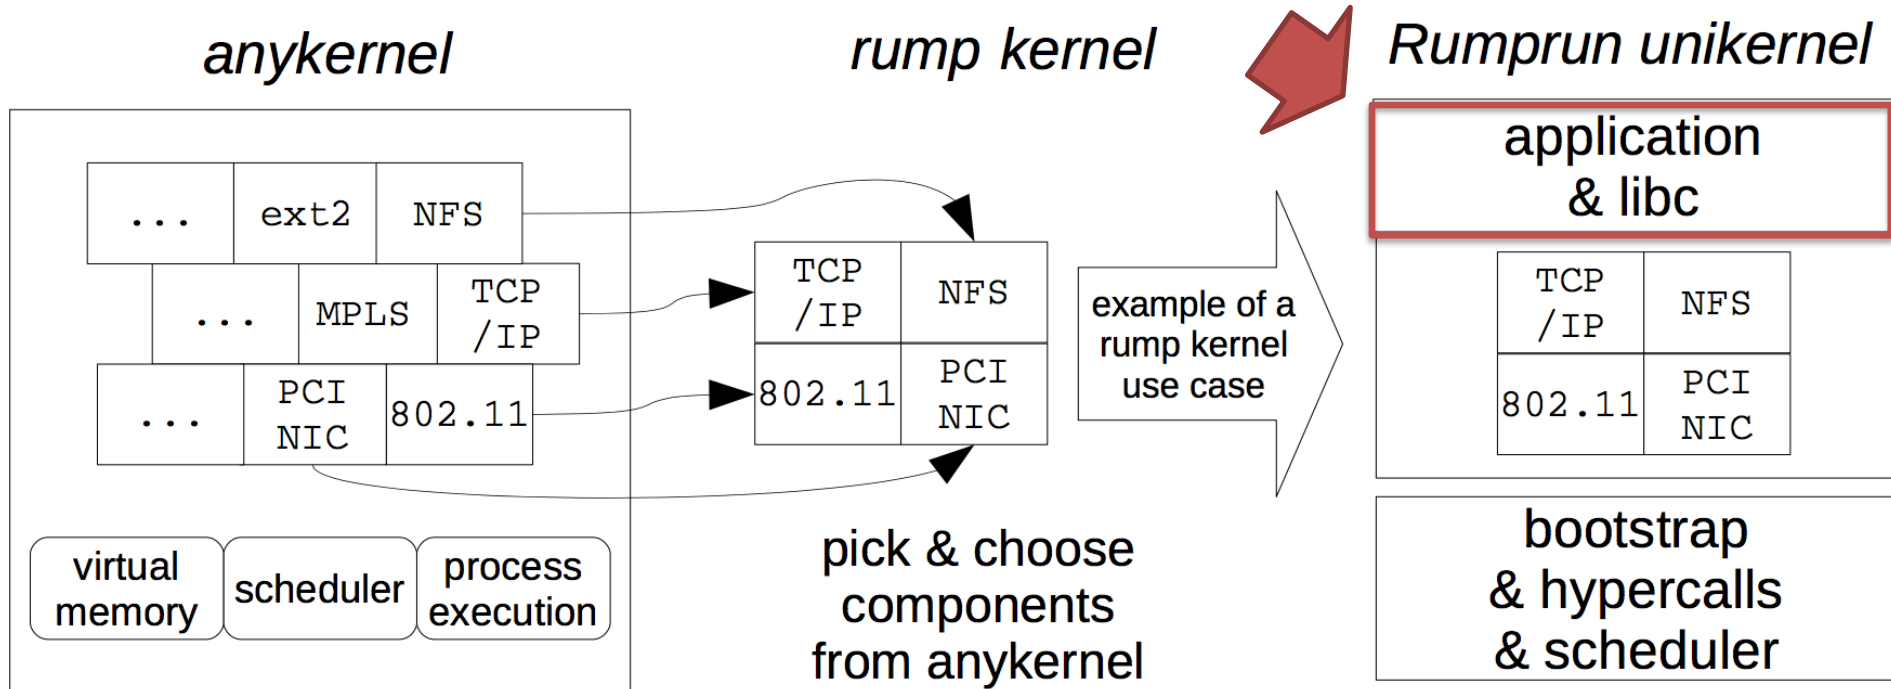 anykernel
... ext2 NFS
... MPLS TCP
/IP
... PCI
NIC 802.11
virtual
memory
scheduler
process
execution
rump kernel
TCP
/IP
NFS
802.11
PCI
NIC
pick & choose
components
from anykernel
example of a
rump kernel
use case
Rumprun unikernel
application
& libc
TCP
/IP
NFS
802.11
PCI
NIC
bootstrap
& hypercalls
& scheduler